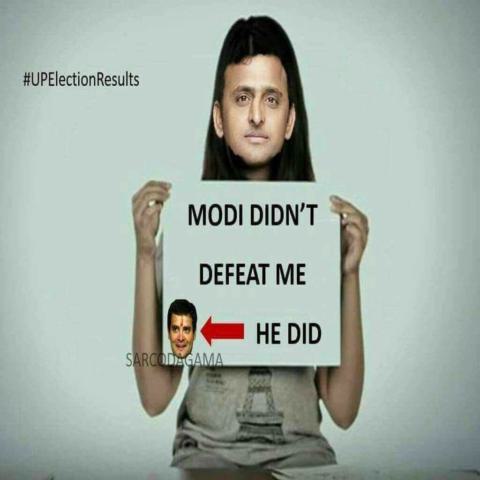 #UPElectionResults
MODI DIDN'T
DEFEAT ME
HE DID
SARCODAGAMA